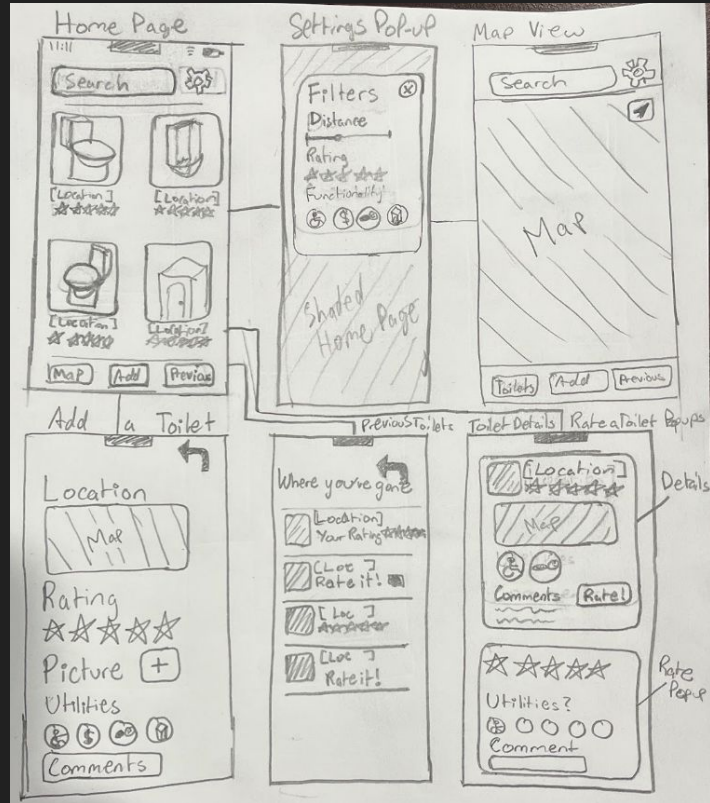 Home Page
11:11
Search
[Location]
[Location]
[Location]
[Location]
Map
Add
Previous
Settings Pop-up
Filters
Distance
Rating
Functionality
$
Shaded
Home Page
Map View
Search
Map
Toilets
Add
Previous
Add a Toilet
Location
Map
Rating
Picture +
Utilities
$
Comments
Previous Toilets
Where you've gone
[Location]
Your Rating
[Loc ]
Rate it!
[Loc ]
[Loc ]
Rate it!
Toilet Details
Rate a Toilet Popups
[Location]
Map
Comments
Rate!
Details
Utilities?
Comment
Rate
Popup